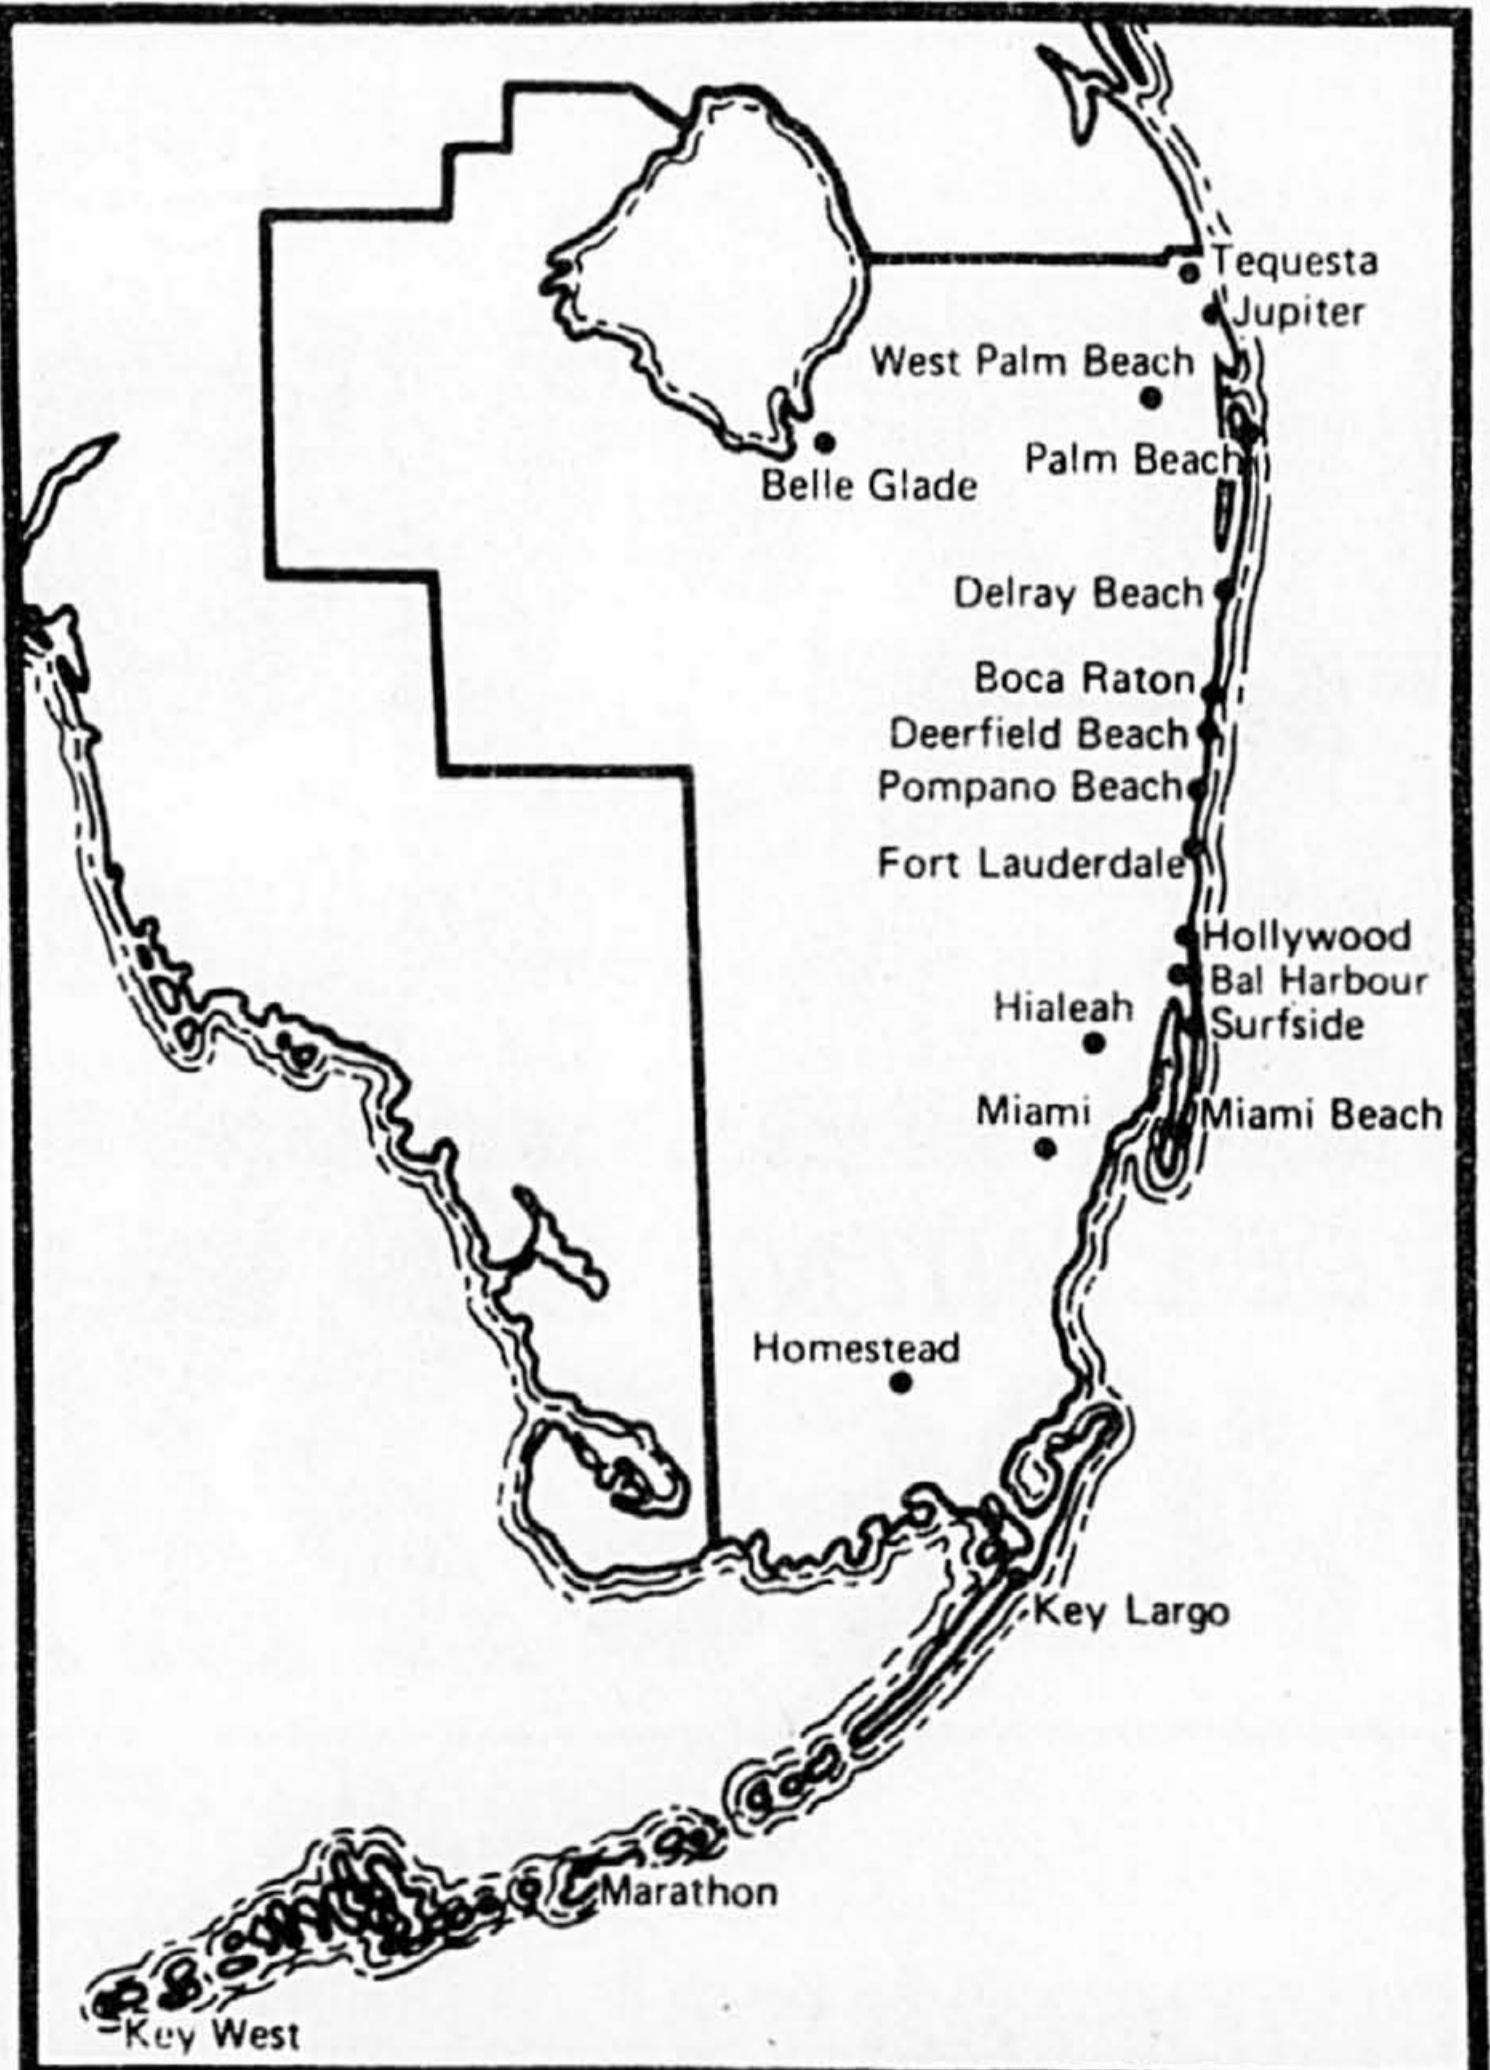 Tequesta
Jupiter
West Palm Beach
Palm Beach
Belle Glade
Delray Beach
Boca Raton
Deerfield Beach
Pompano Beach
Fort Lauderdale
Hollywood
Bal Harbour
Hialeah
Surfside
Miami
Miami Beach
Homestead
Key Largo
Marathon
Key West